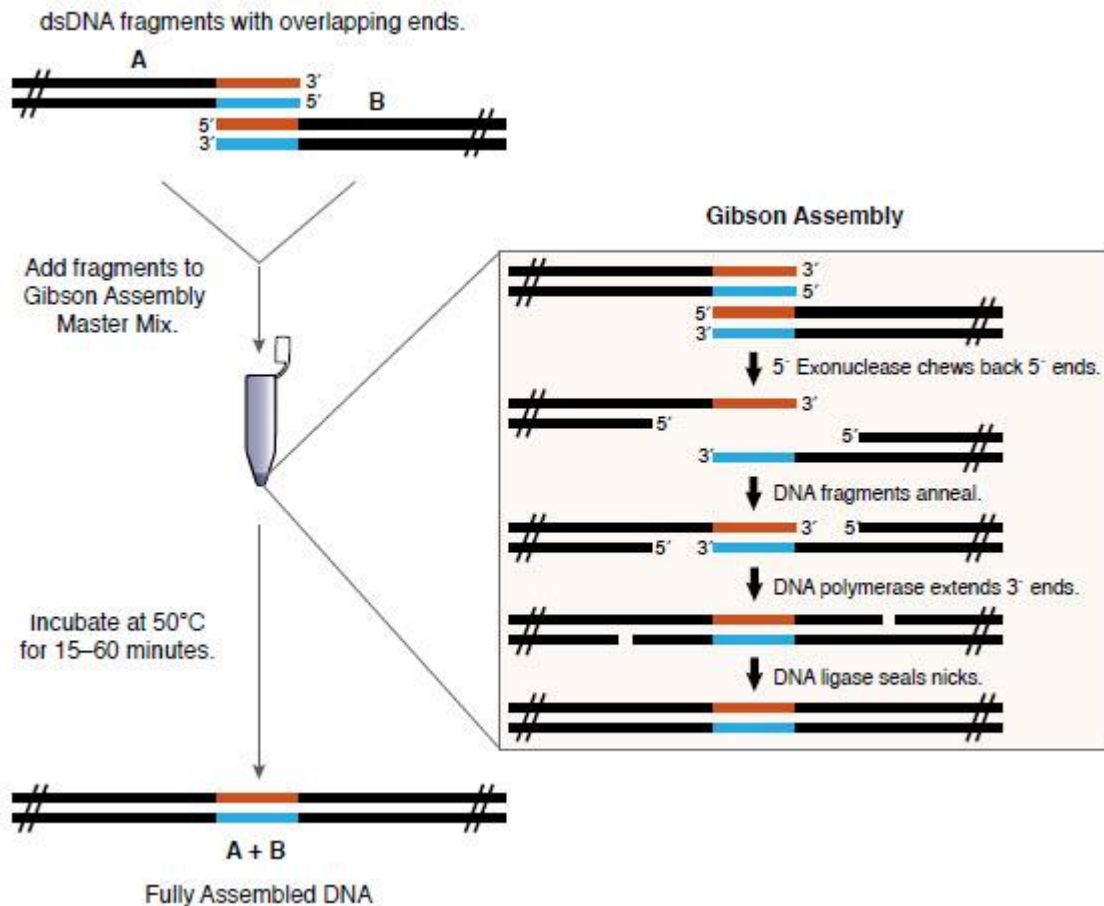 dsDNA fragments with overlapping ends.
A
3′
5′
B
5′
3′
Add fragments to
Gibson Assembly
Master Mix.
Incubate at 50°C
for 15–60 minutes.
A + B
Fully Assembled DNA
Gibson Assembly
3′
5′
5′
3′
5⁻ Exonuclease chews back 5⁻ ends.
3′
5′
5′
3′
DNA fragments anneal.
3′ 5′
5′ 3′
DNA polymerase extends 3⁻ ends.
DNA ligase seals nicks.